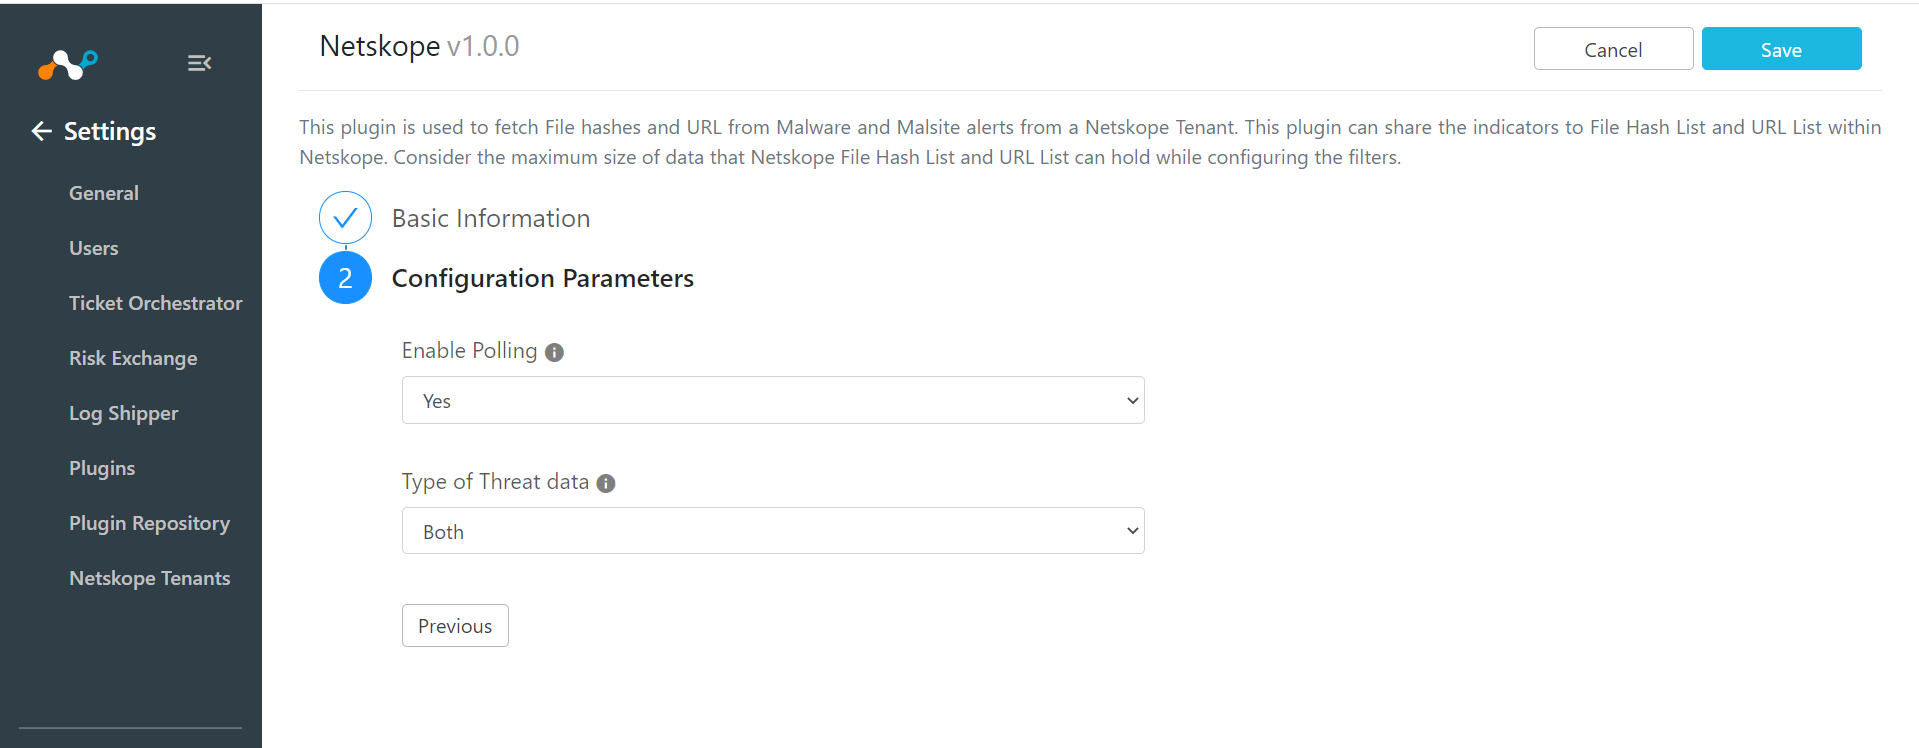 Netskope v1.0.0
Cancel
Save
Settings
General
Users
Ticket Orchestrator
Risk Exchange
Log Shipper
Plugins
Plugin Repository
Netskope Tenants
This plugin is used to fetch File hashes and URL from Malware and Malsite alerts from a Netskope Tenant. This plugin can share the indicators to File Hash List and URL List within
Netskope. Consider the maximum size of data that Netskope File Hash List and URL List can hold while configuring the filters.
Basic Information
2 Configuration Parameters
Enable Polling
Yes
Type of Threat data
Both
Previous